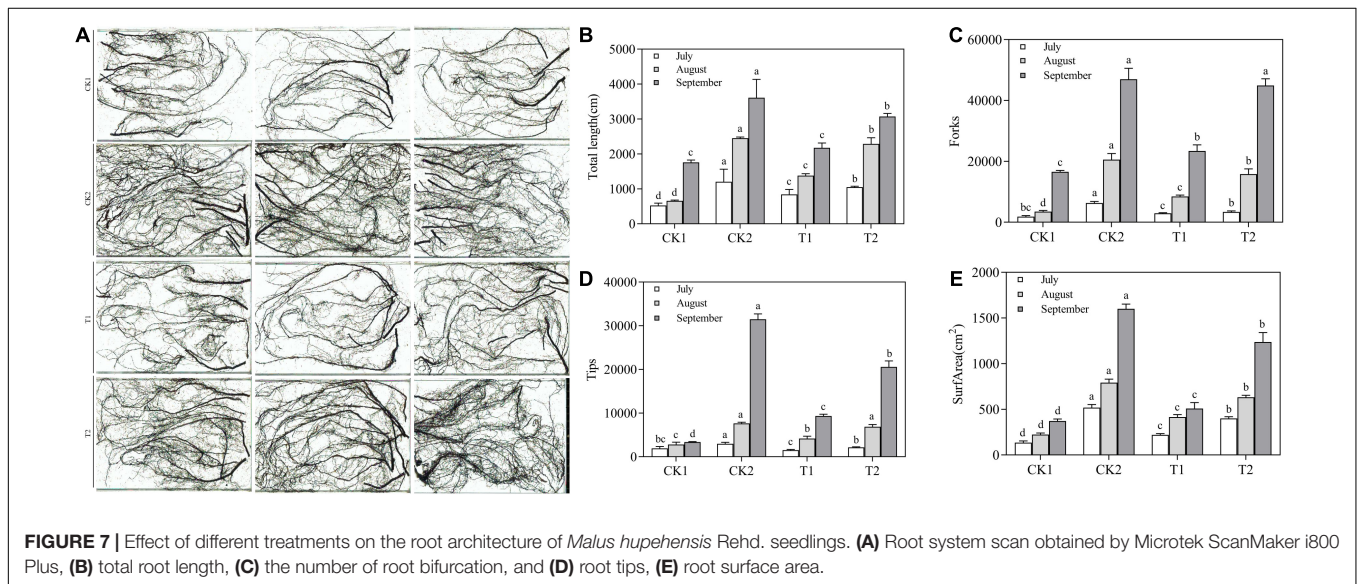 A
CK1
CK2
T1
T2
B
July
August
September
Total length(cm)
5000
4000
3000
2000
1000
0
d d c
a a a
c c c
b b b
CK1 CK2 T1 T2
C
July
August
September
Forks
60000
40000
20000
0
bc d c
a a a
c c b
c b a
CK1 CK2 T1 T2
D
July
August
September
Tips
40000
30000
20000
10000
0
bc c d
a a a
c b c
b a b
CK1 CK2 T1 T2
E
July
August
September
SurfArea(cm²)
2000
1500
1000
500
0
d d d
a a a
c c c
b b b
CK1 CK2 T1 T2
FIGURE 7 | Effect of different treatments on the root architecture of Malus hupehensis Rehd. seedlings. (A) Root system scan obtained by Microtek ScanMaker i800
Plus, (B) total root length, (C) the number of root bifurcation, and (D) root tips, (E) root surface area.